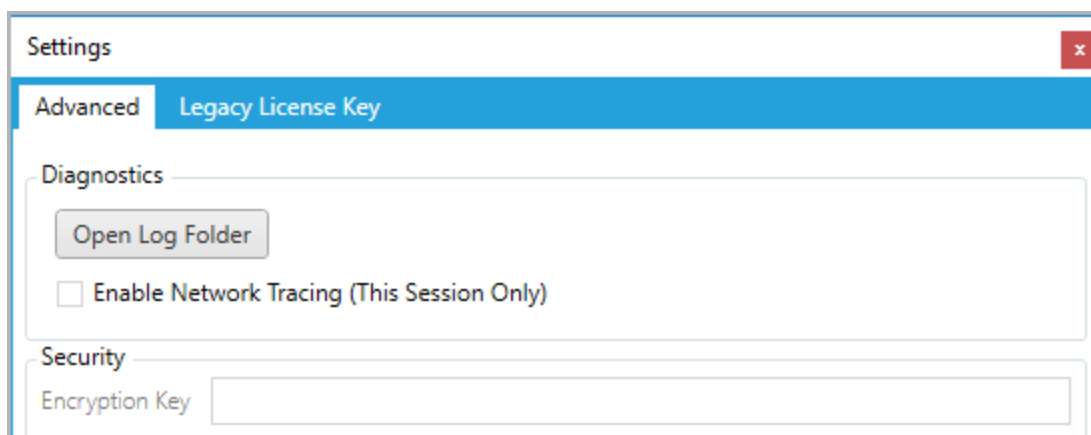 Settings
x
Advanced Legacy License Key
Diagnostics
Open Log Folder
Enable Network Tracing (This Session Only)
Security
Encryption Key